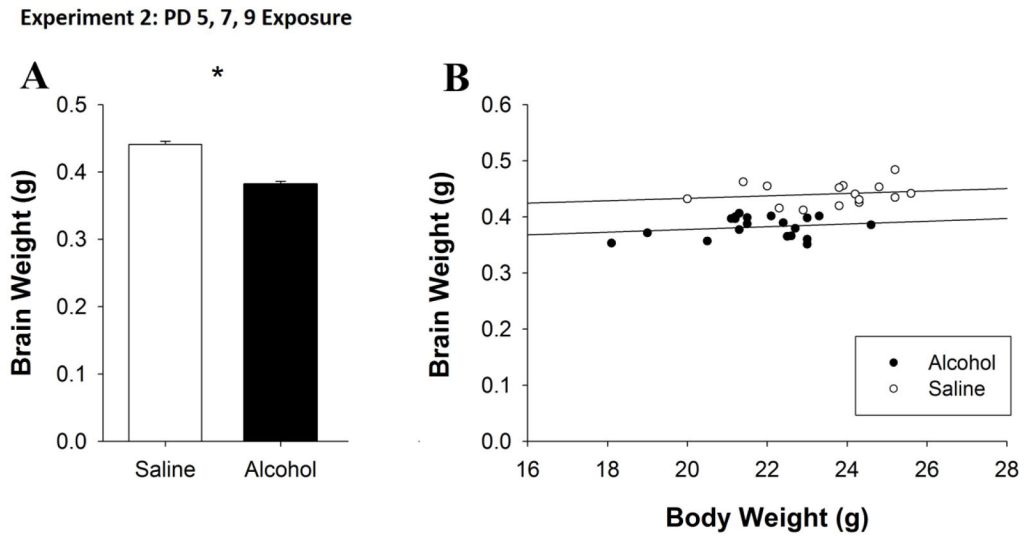 Experiment 2: PD 5, 7, 9 Exposure
A
*
Brain Weight (g)
0.5
0.4
0.3
0.2
0.1
0.0
Saline
Alcohol
B
Brain Weight (g)
0.6
0.5
0.4
0.3
0.2
0.1
0.0
Alcohol
Saline
16 18 20 22 24 26 28
Body Weight (g)